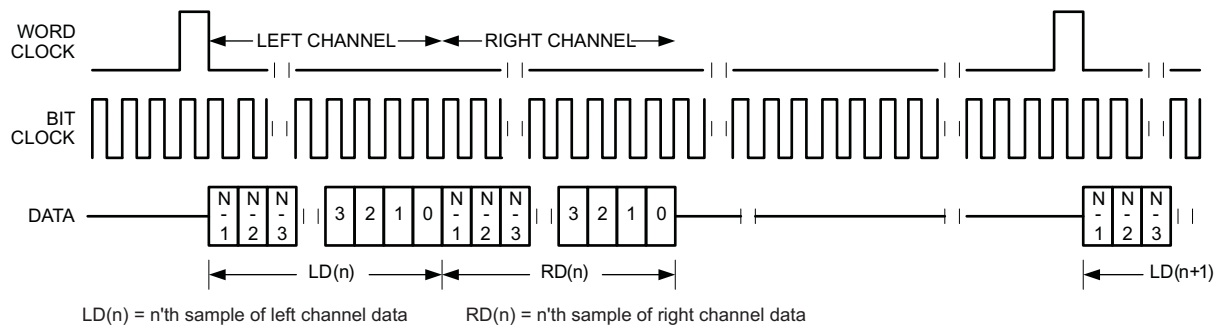 WORD CLOCK
LEFT CHANNEL RIGHT CHANNEL
BIT CLOCK
DATA
N-1 N-2 N-3 3 2 1 0 N-1 N-2 N-3 3 2 1 0 N-1 N-2 N-3
LD(n) RD(n) LD(n+1)
LD(n) = n'th sample of left channel data RD(n) = n'th sample of right channel data